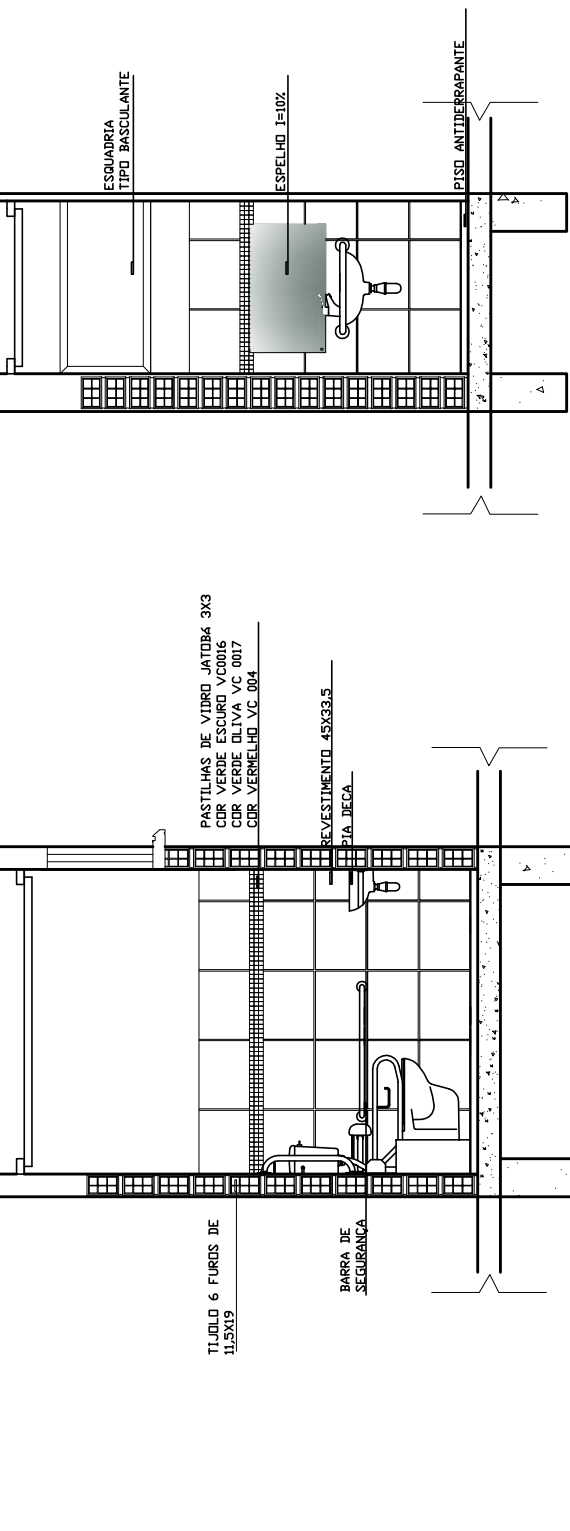 ESQUADRIA
TIPO BASCULANTE
ESPELHO I=10%
PISO ANTIDERRAPANTE
PASTILHAS DE VIDRO JATOBÁ 3X3
COR VERDE ESCURO VC0016
COR VERDE OLIVA VC 0017
COR VERMELHO VC 004
REVESTIMENTO 45X33,5
PIA DECA
TIJOLO 6 FUROS DE
11,5X19
BARRA DE
SEGURANÇA